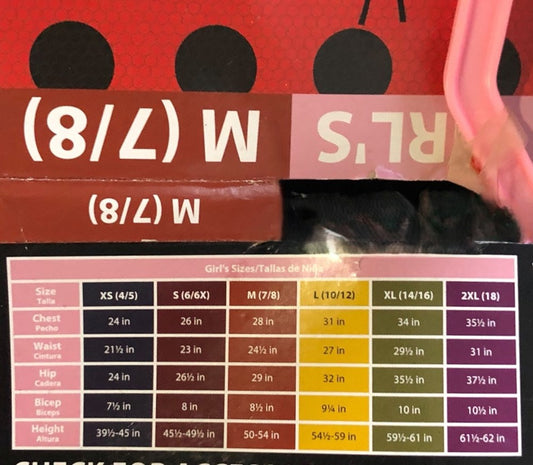 M (7/8)
RL'S
M (7/8)
Girl's Sizes/Tallas de Niña
Size XS (4/5) S (6/6X) M (7/8) L (10/12) XL (14/16) 2XL (18)
Talla
Chest 24 in 26 in 28 in 31 in 34 in 35½ in
Pecho
Waist 21½ in 23 in 24½ in 27 in 29½ in 31 in
Cintura
Hip 24 in 26½ in 29 in 32 in 35½ in 37½ in
Cadera
Bicep 7½ in 8 in 8½ in 9¼ in 10 in 10½ in
Biceps
Height 39½-45 in 45½-49½ in 50-54 in 54½-59 in 59½-61 in 61½-62 in
Altura
CHECK FOR